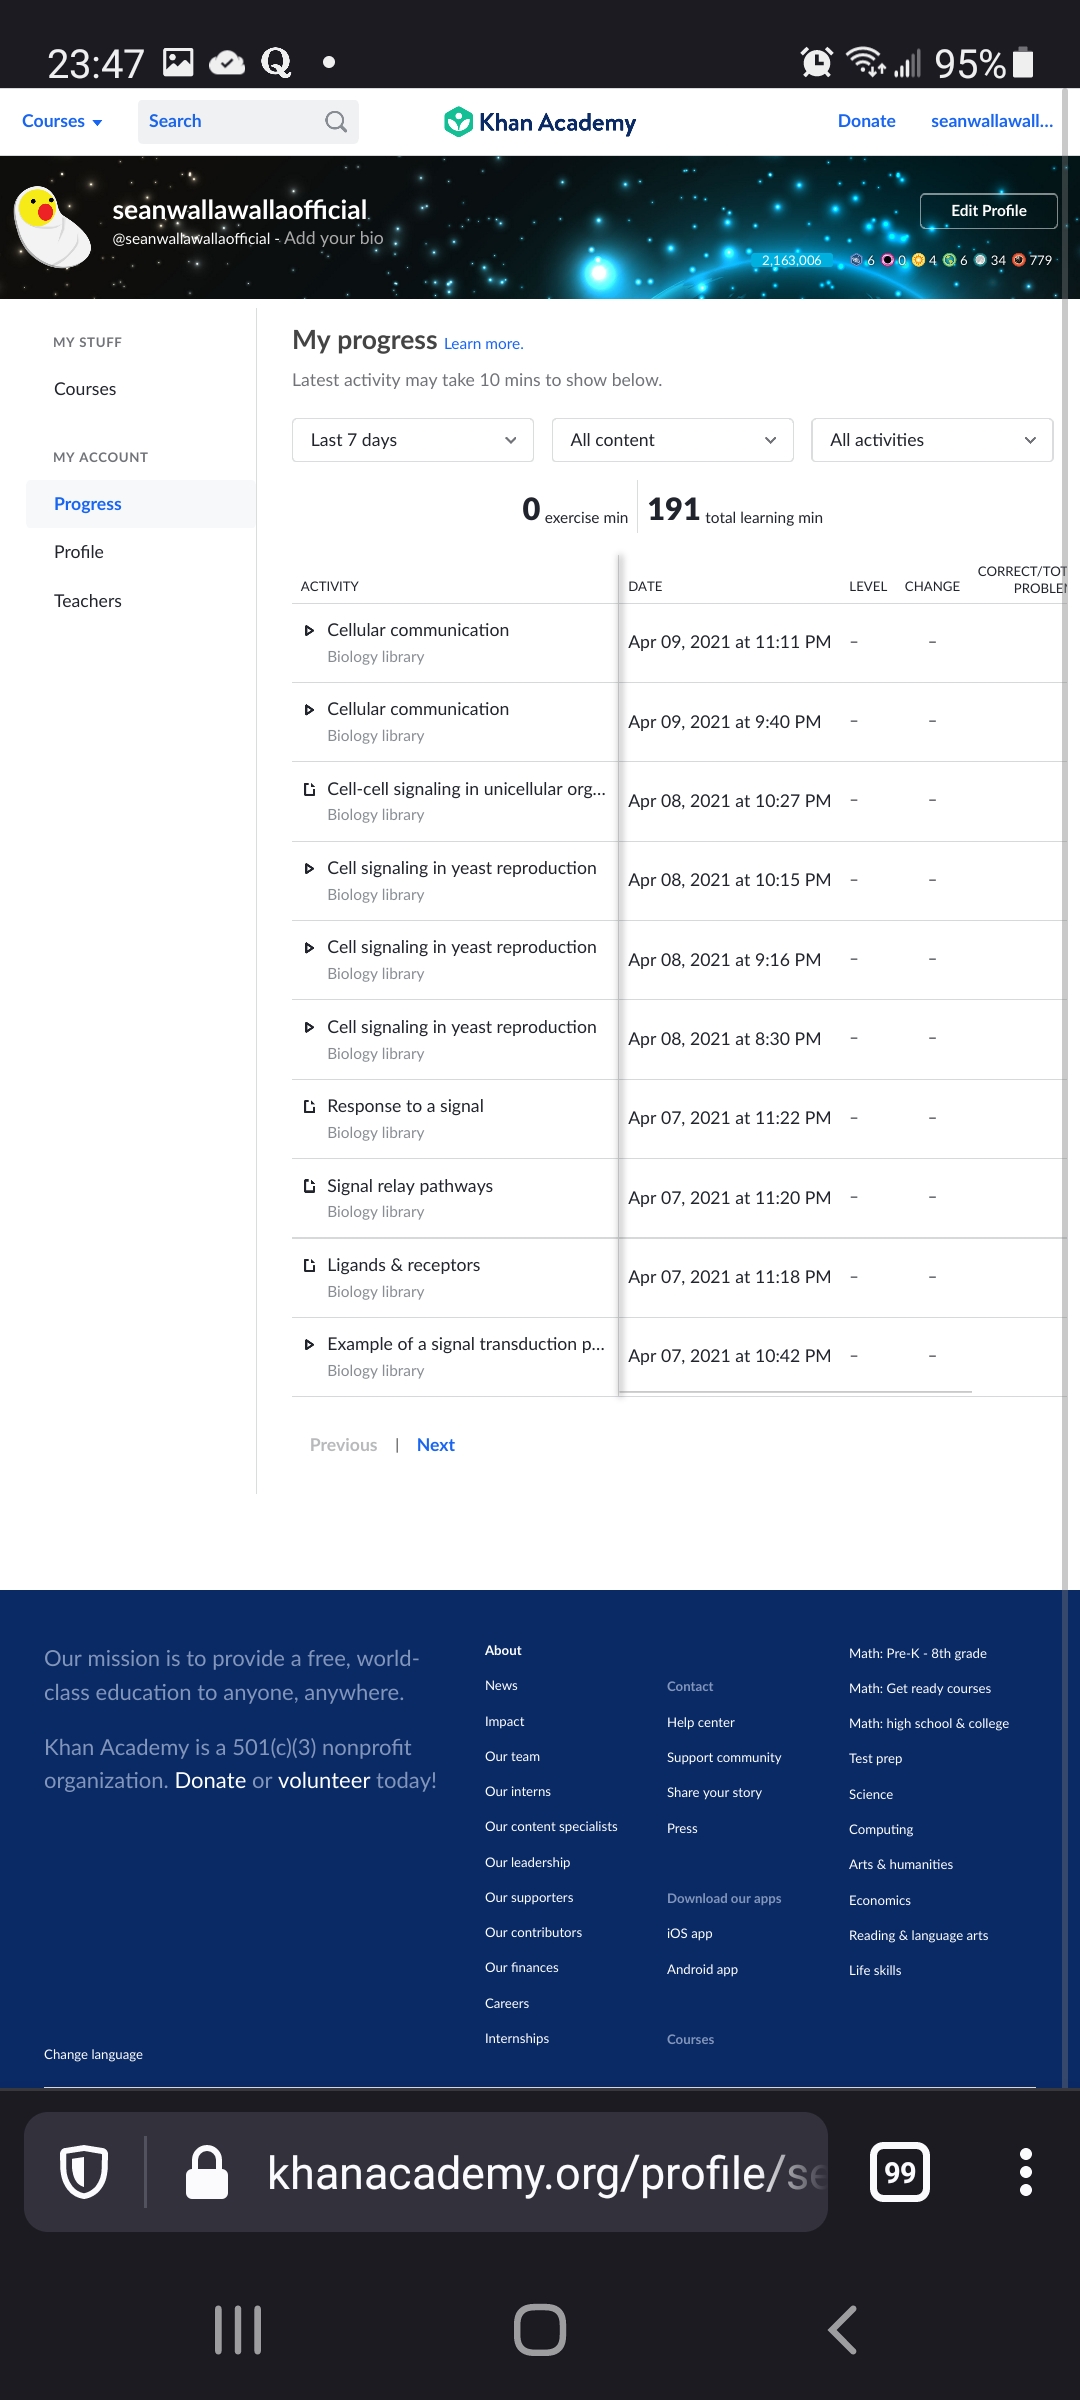 23:47
95%
Courses
Search
Khan Academy
Donate
seanwallawall...
seanwallawallaofficial
@seanwallawallaofficial - Add your bio
Edit Profile
2,163,006
6 0 4 6 34 779
MY STUFF
Courses
MY ACCOUNT
Progress
Profile
Teachers
My progress Learn more.
Latest activity may take 10 mins to show below.
Last 7 days
All content
All activities
0 exercise min
191 total learning min
ACTIVITY DATE LEVEL CHANGE CORRECT/TOT
PROBLE
Cellular communication
Biology library
Apr 09, 2021 at 11:11 PM – –
Cellular communication
Biology library
Apr 09, 2021 at 9:40 PM – –
Cell-cell signaling in unicellular org...
Biology library
Apr 08, 2021 at 10:27 PM – –
Cell signaling in yeast reproduction
Biology library
Apr 08, 2021 at 10:15 PM – –
Cell signaling in yeast reproduction
Biology library
Apr 08, 2021 at 9:16 PM – –
Cell signaling in yeast reproduction
Biology library
Apr 08, 2021 at 8:30 PM – –
Response to a signal
Biology library
Apr 07, 2021 at 11:22 PM – –
Signal relay pathways
Biology library
Apr 07, 2021 at 11:20 PM – –
Ligands & receptors
Biology library
Apr 07, 2021 at 11:18 PM – –
Example of a signal transduction p...
Biology library
Apr 07, 2021 at 10:42 PM – –
Previous | Next
Our mission is to provide a free, world-
class education to anyone, anywhere.
Khan Academy is a 501(c)(3) nonprofit
organization. Donate or volunteer today!
Change language
About
News
Impact
Our team
Our interns
Our content specialists
Our leadership
Our supporters
Our contributors
Our finances
Careers
Internships
Contact
Help center
Support community
Share your story
Press
Download our apps
iOS app
Android app
Courses
Math: Pre-K - 8th grade
Math: Get ready courses
Math: high school & college
Test prep
Science
Computing
Arts & humanities
Economics
Reading & language arts
Life skills
khanacademy.org/profile/se
99